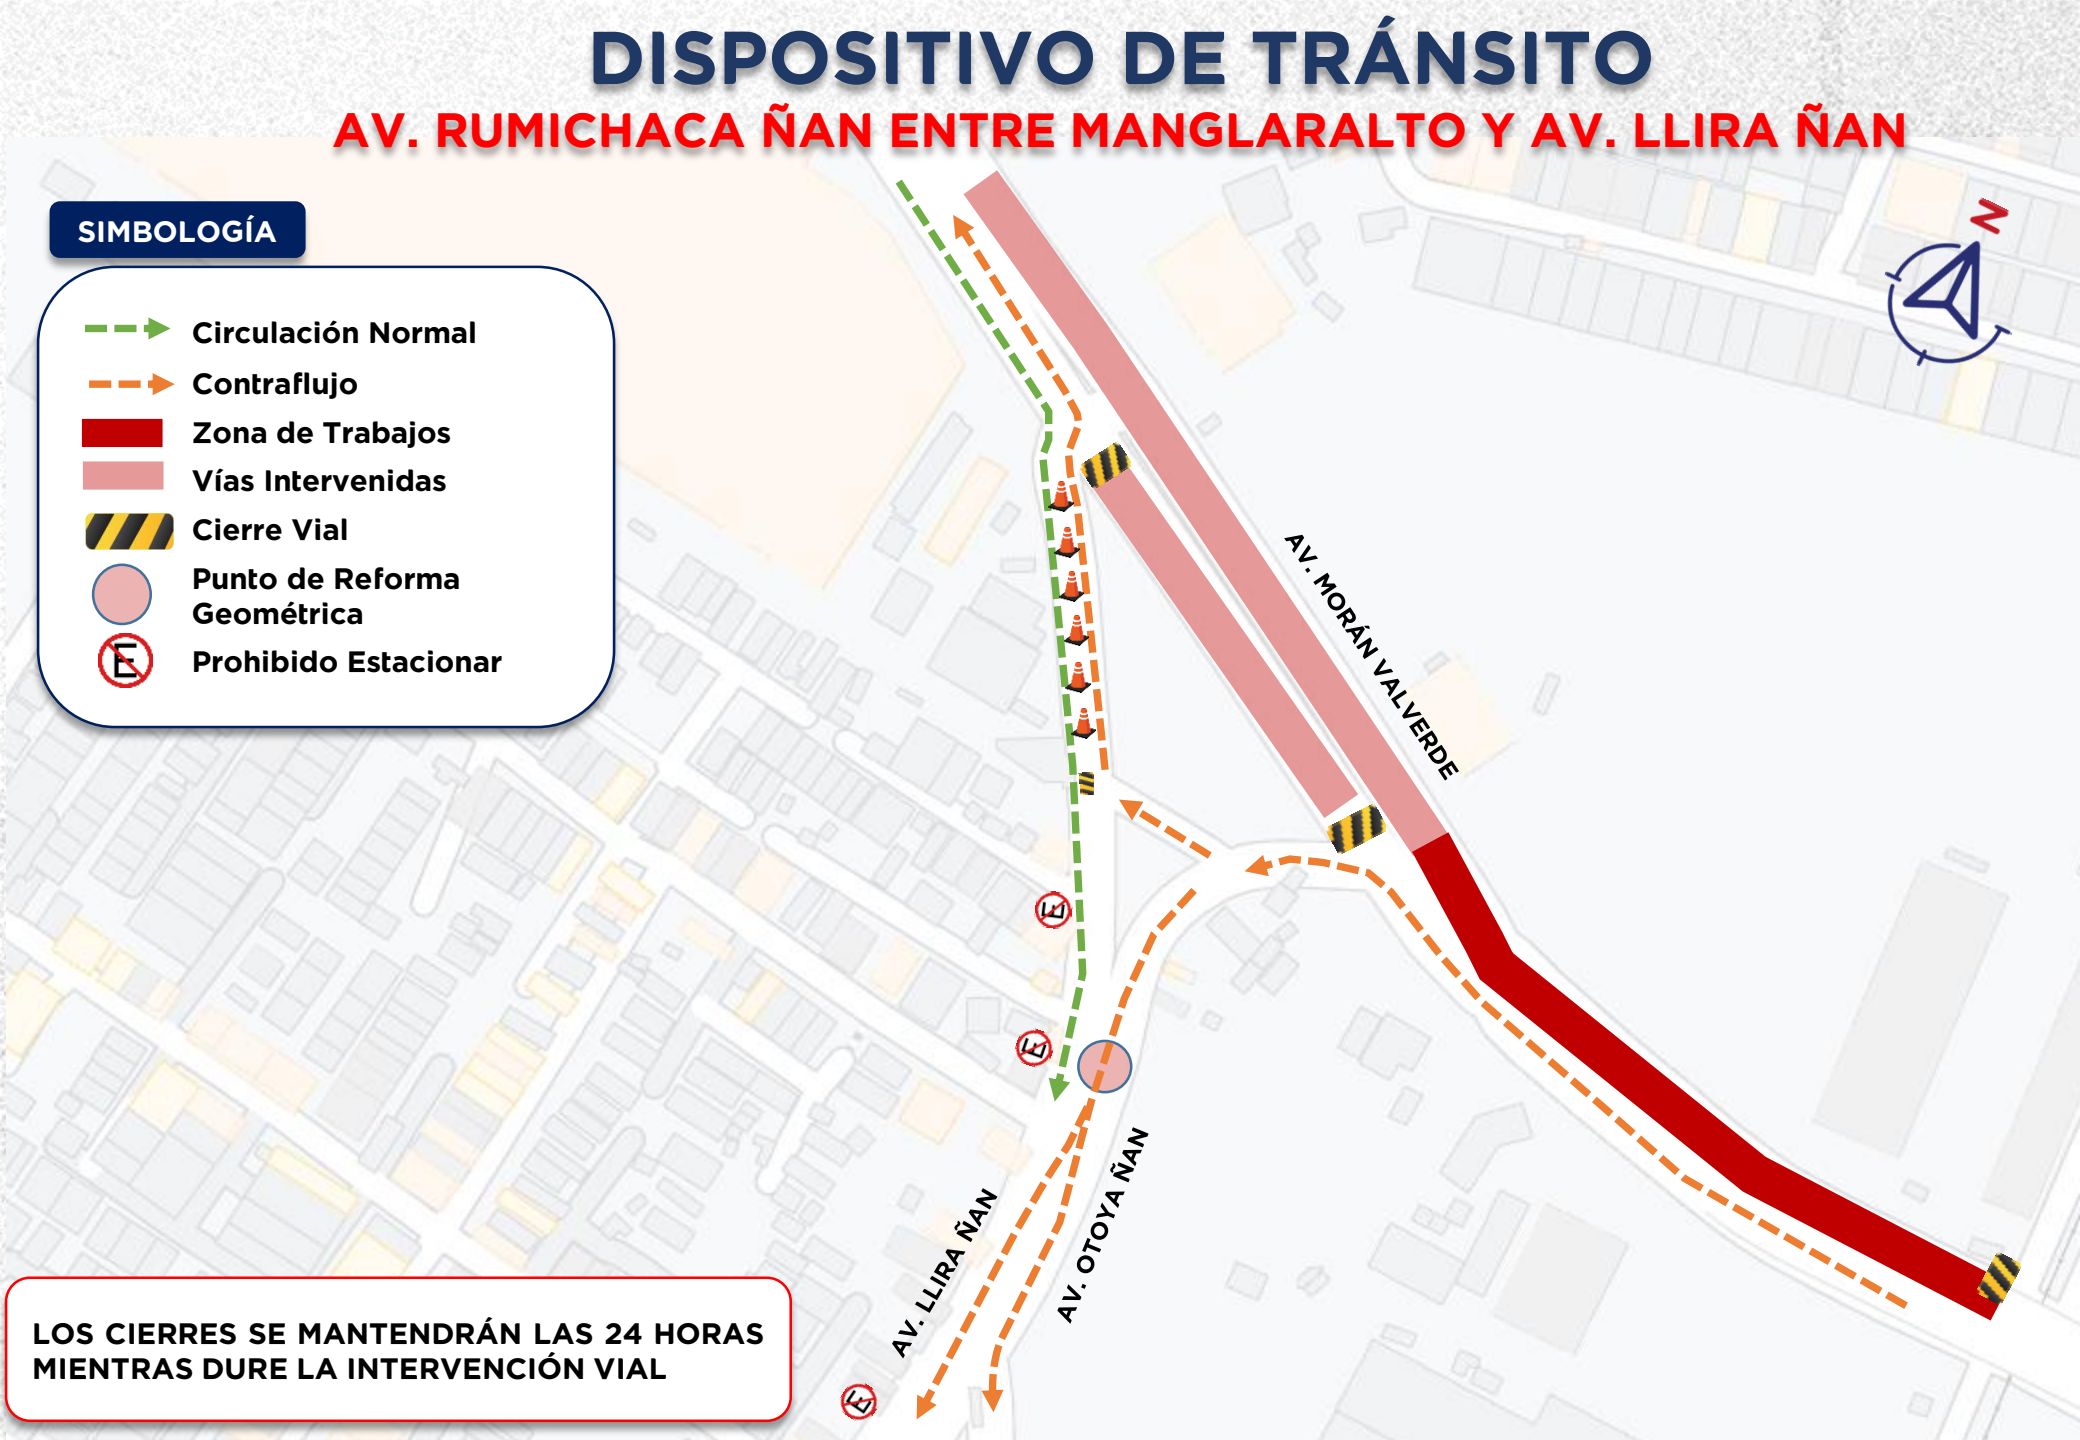 DISPOSITIVO DE TRÁNSITO
AV. RUMICHACA ÑAN ENTRE MANGLARALTO Y AV. LLIRA ÑAN
N
SIMBOLOGÍA
Circulación Normal
Contraflujo
Zona de Trabajos
Vías Intervenidas
Cierre Vial
Punto de Reforma
Geométrica
E
Prohibido Estacionar
AV. MORÁN VALVERDE
E
E
AV. LLIRA ÑAN
AV. OTOYA ÑAN
E
LOS CIERRES SE MANTENDRÁN LAS 24 HORAS
MIENTRAS DURE LA INTERVENCIÓN VIAL